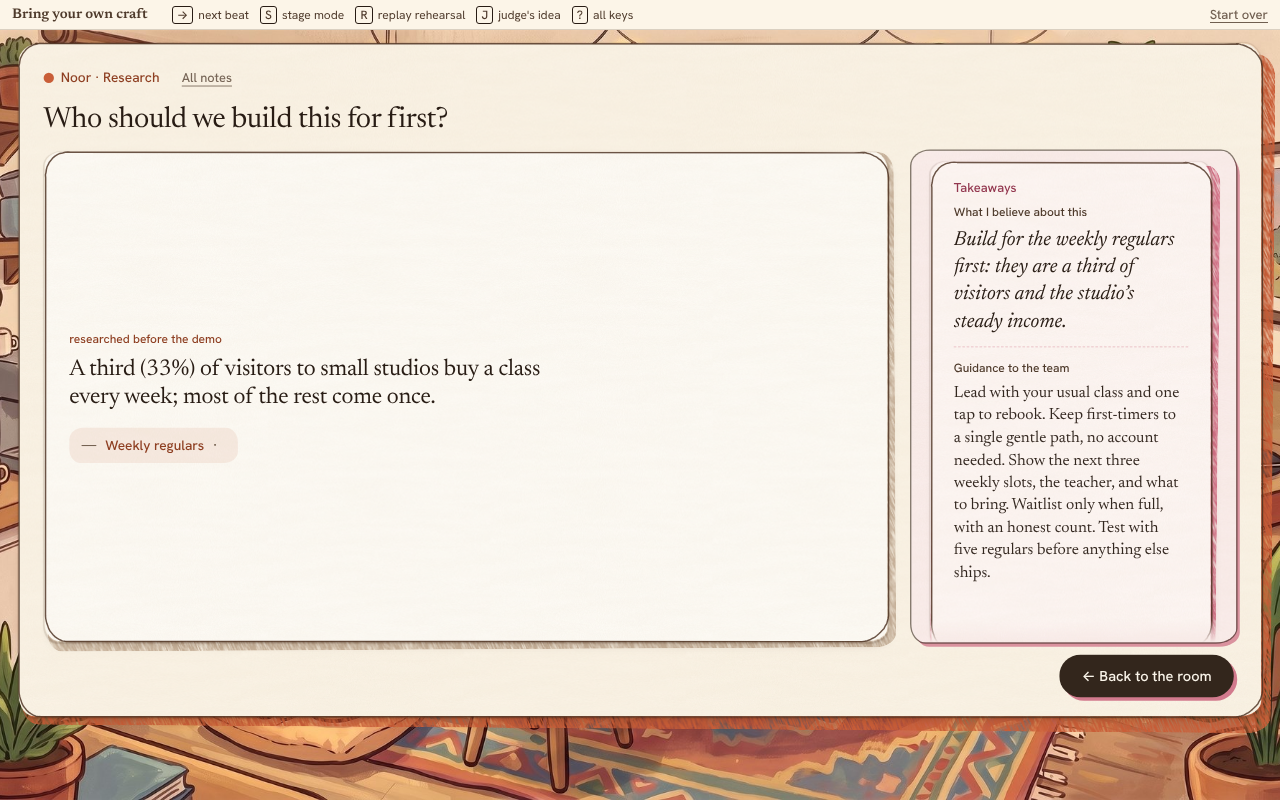 Bring your own craft → next beat S stage mode R replay rehearsal J judge's idea ? all keys Start over
Noor · Research All notes
Who should we build this for first?
researched before the demo
A third (33%) of visitors to small studios buy a class
every week; most of the rest come once.
— Weekly regulars ·
Takeaways
What I believe about this
Build for the weekly regulars
first: they are a third of
visitors and the studio’s
steady income.
Guidance to the team
Lead with your usual class and one
tap to rebook. Keep first-timers to
a single gentle path, no account
needed. Show the next three
weekly slots, the teacher, and what
to bring. Waitlist only when full,
with an honest count. Test with
five regulars before anything else
ships.
← Back to the room